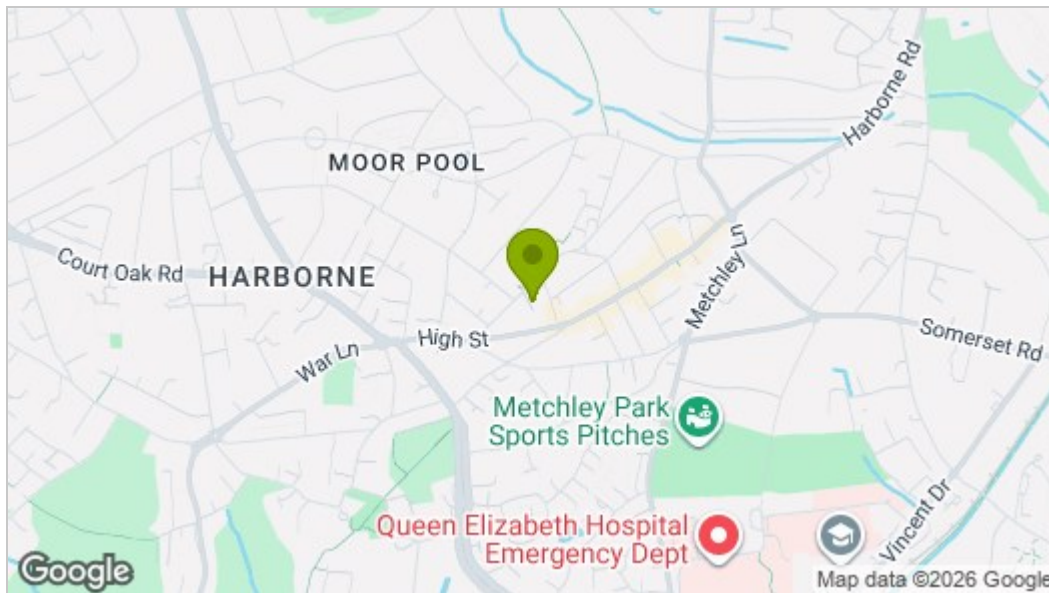 Harborne Rd
MOOR POOL
Court Oak Rd
HARBORNE
Metchley Ln
High St
War Ln
Somerset Rd
Metchley Park
Sports Pitches
Queen Elizabeth Hospital
Emergency Dept
Vincent Dr
Google
Map data ©2026 Google